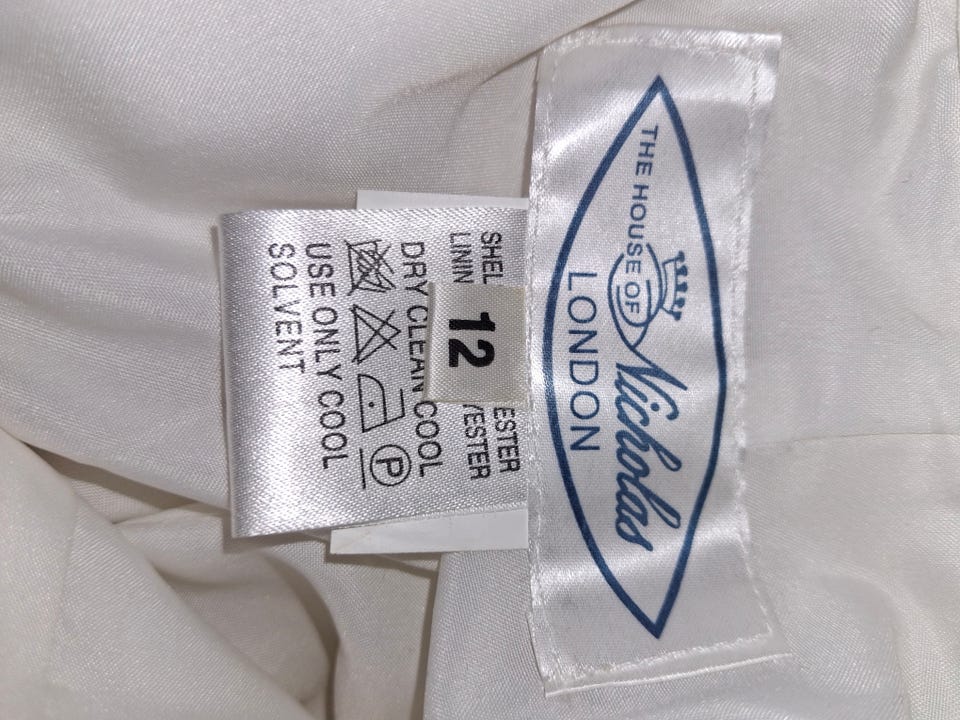 THE HOUSE OF
Nicholas
LONDON
12
DRY CLEAN COOL
P
USE ONLY COOL
SOLVENT